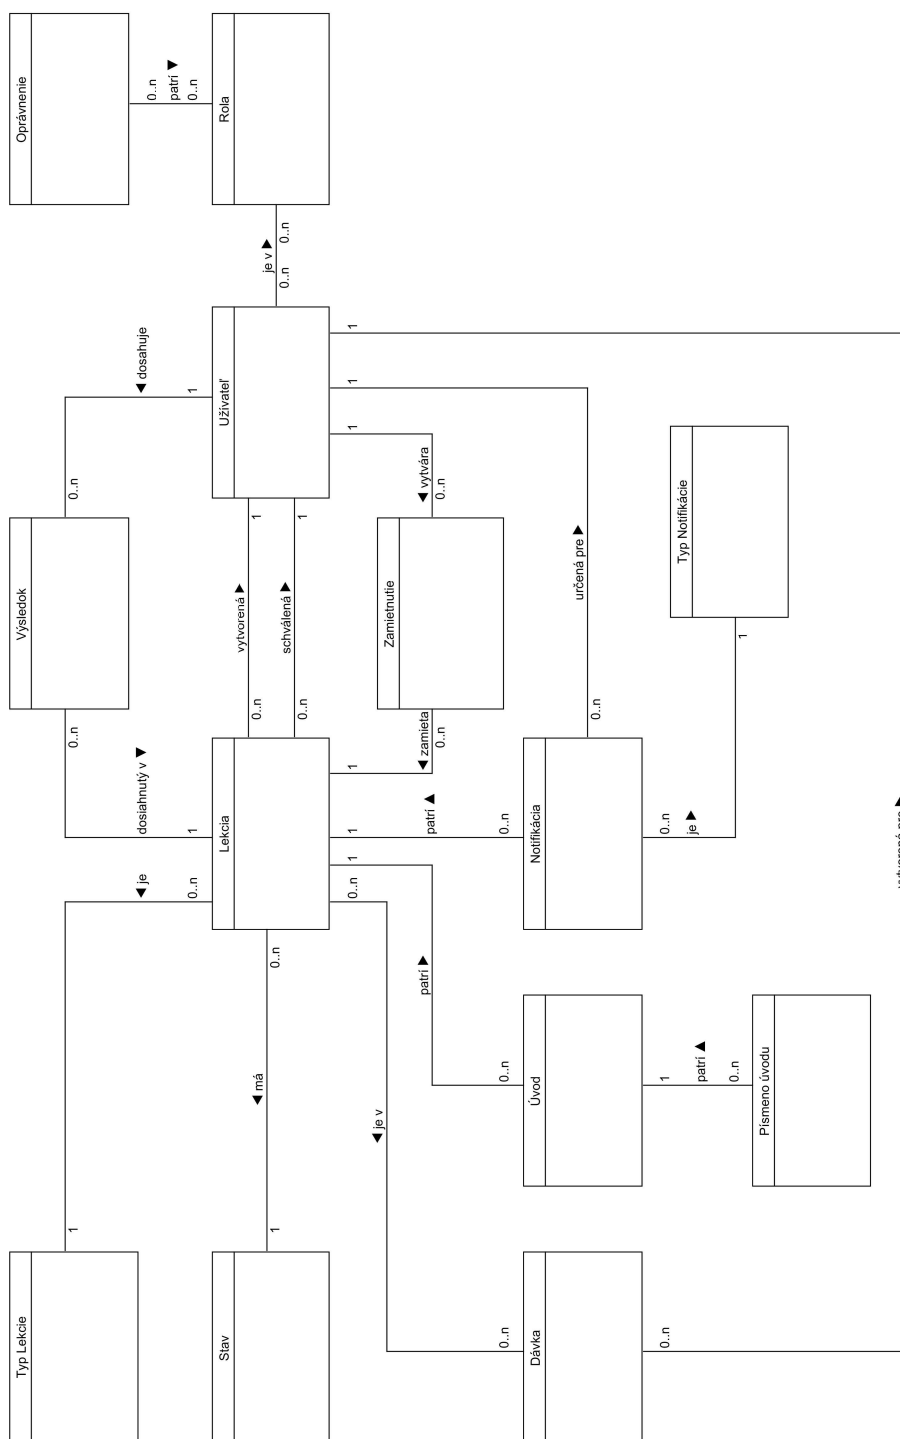 Typ Lekcie
Výsledok
Oprávnenie
1
0..n
0..n
◀ je
dosiahnutý v ▼
◀ dosahuje
0..n
patrí ▼
0..n
1
1
0..n
Stav
Lekcia
Užívateľ
Rola
vytvorená ▶
◀ má
0..n
1
je v ▶
1
0..n
0..n
0..n
schválená ▶
0..n
1
0..n
1
1
1
1
1
1
◀ je v
Zamietnutie
patrí ▶
patrí ▲
◀ zamieta
◀ vytvára
0..n
0..n
0..n
0..n
0..n
Dávka
Úvod
Notifikácia
určená pre ▶
0..n
0..n
1
0..n
Typ Notifikácie
patrí ▲
je ▶
0..n
1
Písmeno úvodu